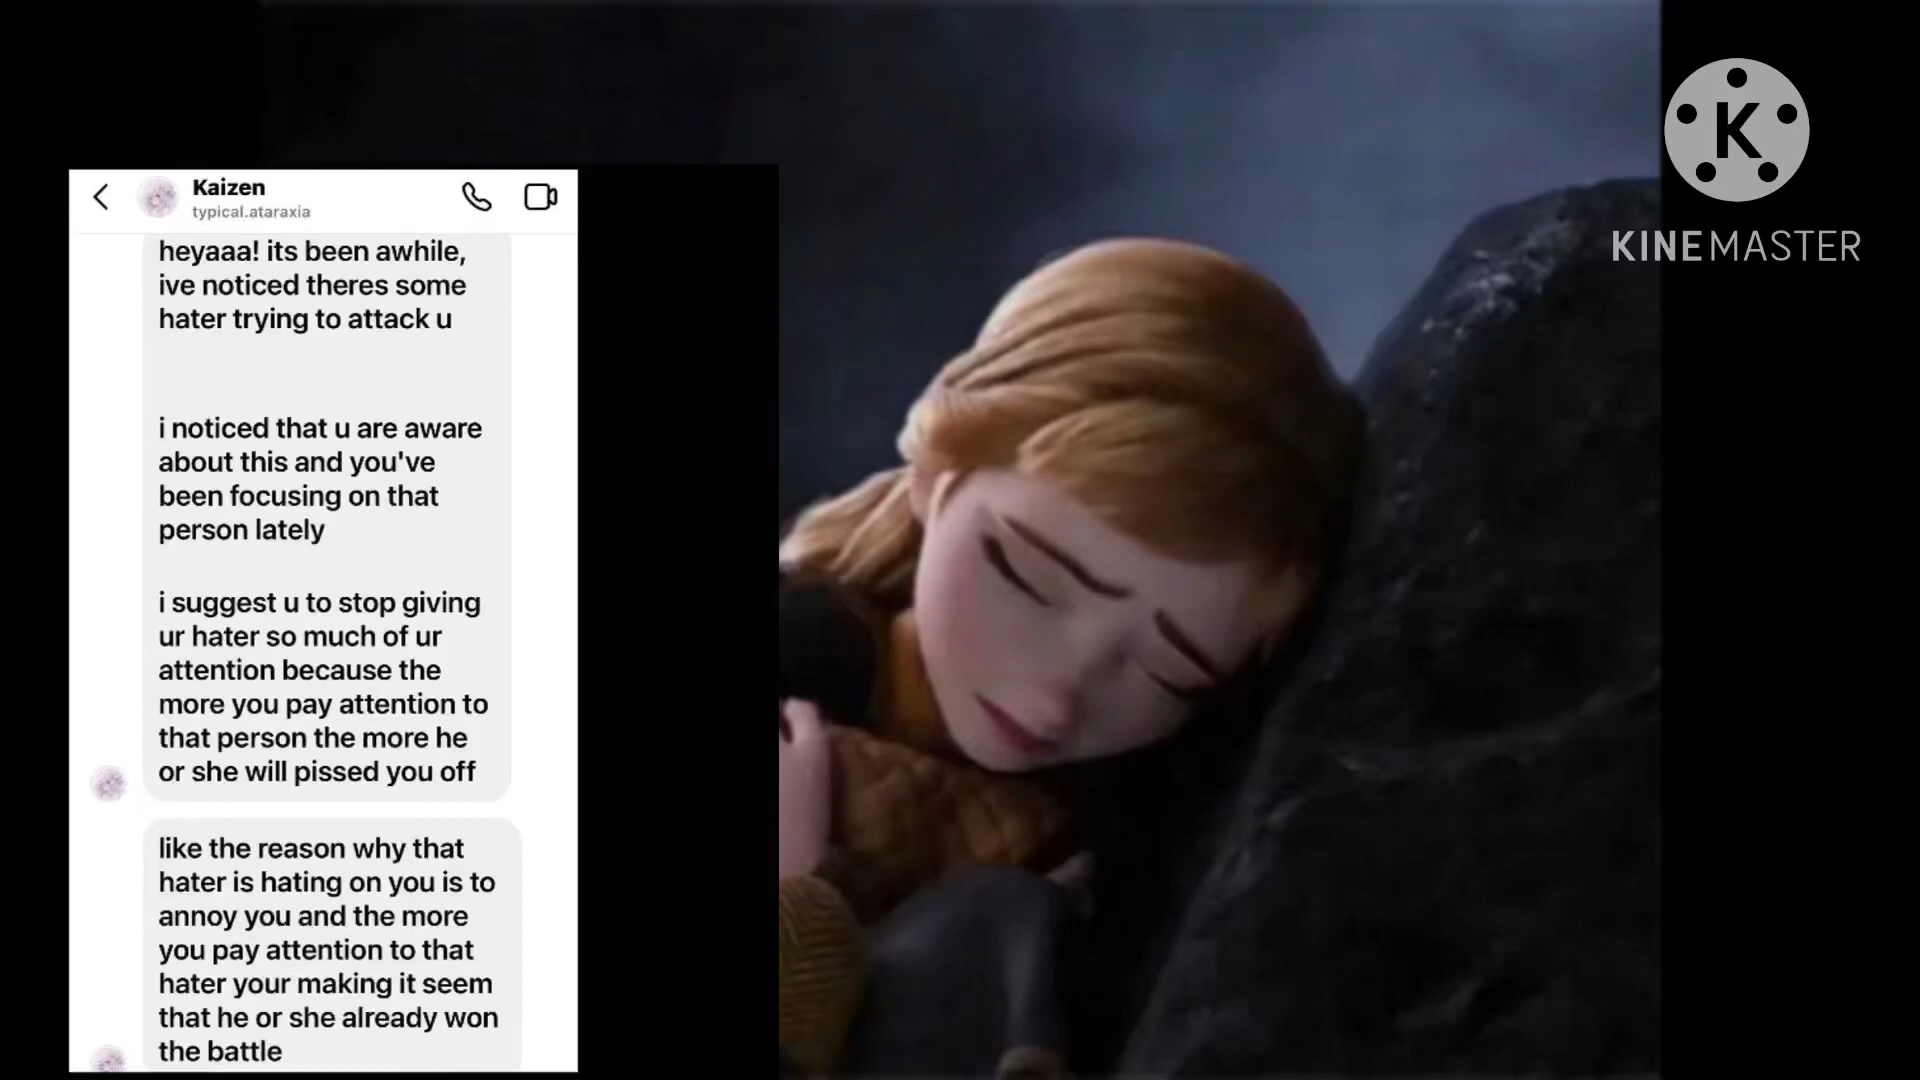 Kaizen
typical.ataraxia
heyaaa! its been awhile,
ive noticed theres some
hater trying to attack u
i noticed that u are aware
about this and you've
been focusing on that
person lately
i suggest u to stop giving
ur hater so much of ur
attention because the
more you pay attention to
that person the more he
or she will pissed you off
like the reason why that
hater is hating on you is to
annoy you and the more
you pay attention to that
hater your making it seem
that he or she already won
the battle
K
KINEMASTER